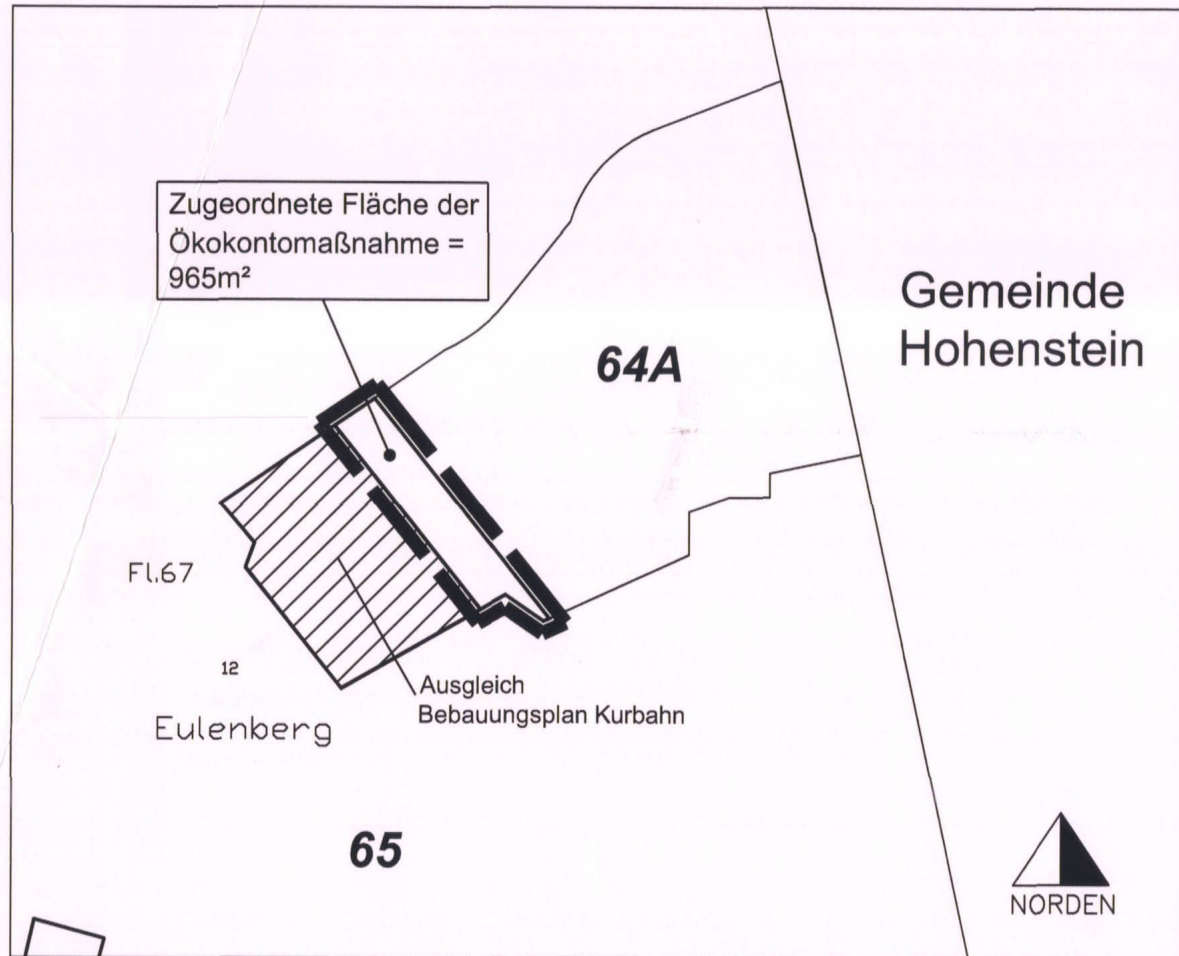 Zugeordnete Fläche der
Ökokontomaßnahme =
965m²
Gemeinde
Hohenstein
64A
Fl.67
12
Ausgleich
Bebauungsplan Kurbahn
Eulenberg
65
NORDEN